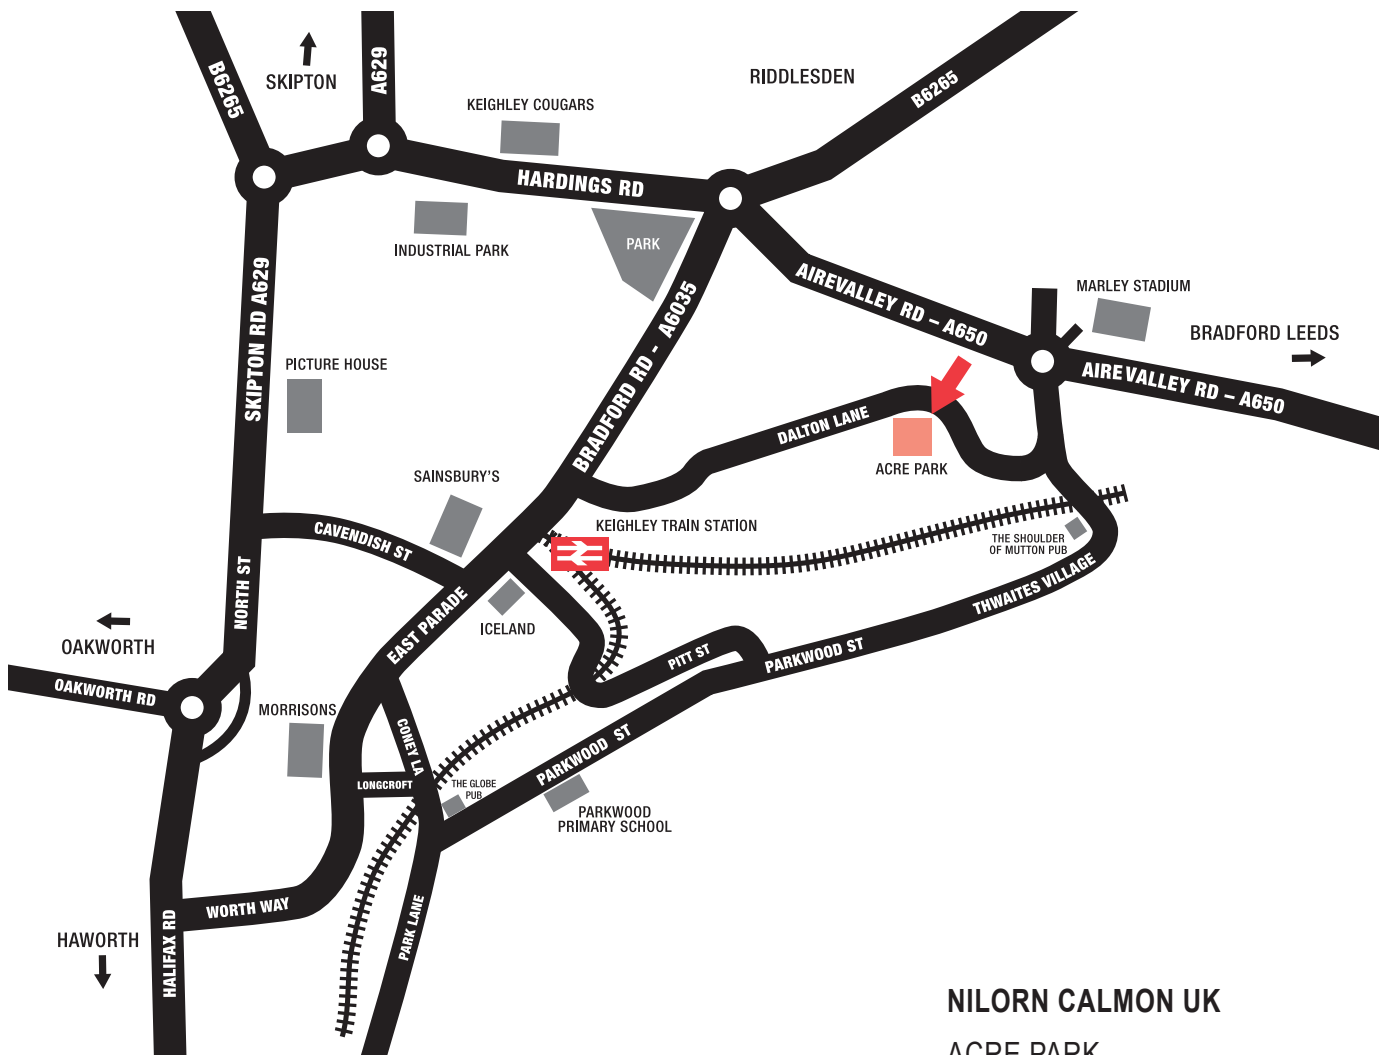 B6265
SKIPTON
A629
KEIGHLEY COUGARS
RIDDLESDEN
B6265
HARDINGS RD
INDUSTRIAL PARK
PARK
SKIPTON RD A629
AIREVALLEY RD – A650
MARLEY STADIUM
BRADFORD LEEDS
AIREVALLEY RD – A650
BRADFORD RD - A6035
PICTURE HOUSE
DALTON LANE
ACRE PARK
SAINSBURY'S
CAVENDISH ST
KEIGHLEY TRAIN STATION
THE SHOULDER
OF MUTTON PUB
NORTH ST
EAST PARADE
ICELAND
THWAITES VILLAGE
OAKWORTH
PITT ST
PARKWOOD ST
OAKWORTH RD
MORRISONS
CONEY LA
PARKWOOD ST
LONGCROFT
THE GLOBE
PUB
PARKWOOD
PRIMARY SCHOOL
WORTH WAY
PARK LANE
HALIFAX RD
HAWORTH
NILORN CALMON UK
ACRE PARK